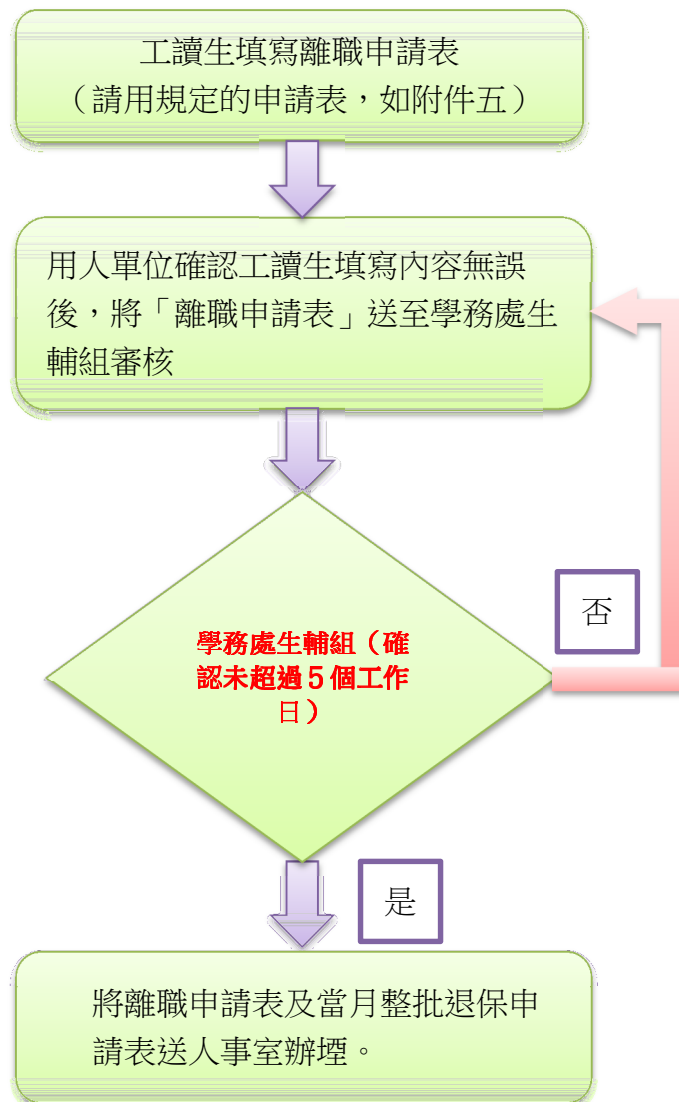 工讀生填寫離職申請表
（請用規定的申請表，如附件五）
用人單位確認工讀生填寫內容無誤
後，將「離職申請表」送至學務處生
輔組審核
否
學務處生輔組（確
認未超過５個工作
日）
是
將離職申請表及當月整批退保申
請表送人事室辦堙。